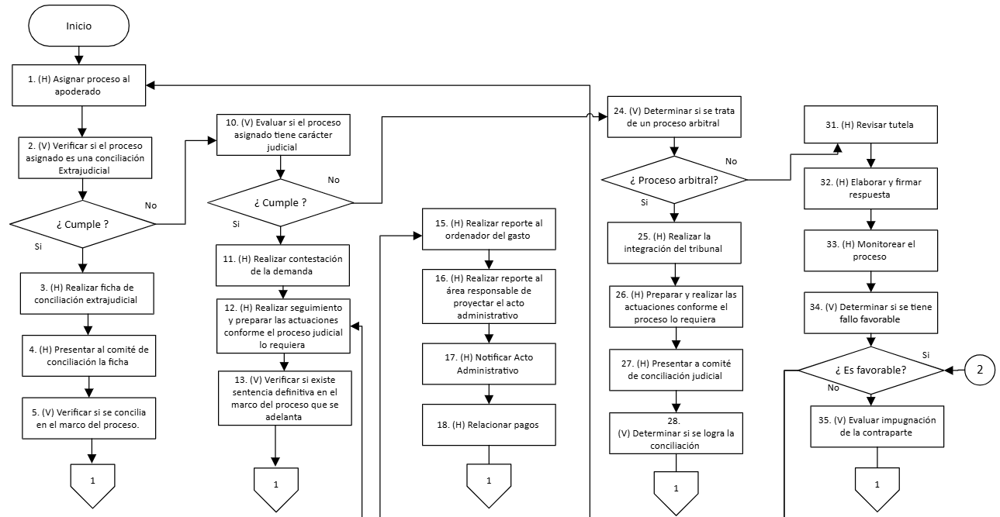 Inicio
1. (H) Asignar proceso al
apoderado
2. (V) Verificar si el proceso
asignado es una conciliación
Extrajudicial
¿ Cumple ?
No
Si
3. (H) Realizar ficha de
conciliación extrajudicial
4. (H) Presentar al comité de
conciliación la ficha
5. (V) Verificar si se concilia
en el marco del proceso.
1
10. (V) Evaluar si el proceso
asignado tiene carácter
judicial
¿ Cumple ?
No
Si
11. (H) Realizar contestación
de la demanda
12. (H) Realizar seguimiento
y preparar las actuaciones
conforme el proceso judicial
lo requiera
13. (V) Verificar si existe
sentencia definitiva en el
marco del proceso que se
adelanta
1
15. (H) Realizar reporte al
ordenador del gasto
16. (H) Realizar reporte al
área responsable de
proyectar el acto
administrativo
17. (H) Notificar Acto
Administrativo
18. (H) Relacionar pagos
1
24. (V) Determinar si se trata
de un proceso arbitral
¿ Proceso arbitral?
No
Si
25. (H) Realizar la
integración del tribunal
26. (H) Preparar y realizar las
actuaciones conforme el
proceso lo requiera
27. (H) Presentar a comité
de conciliación judicial
28.
(V) Determinar si se logra la
conciliación
1
31. (H) Revisar tutela
32. (H) Elaborar y firmar
respuesta
33. (H) Monitorear el
proceso
34. (V) Determinar si se tiene
fallo favorable
Si
¿ Es favorable?
2
No
35. (V) Evaluar impugnación
de la contraparte
1